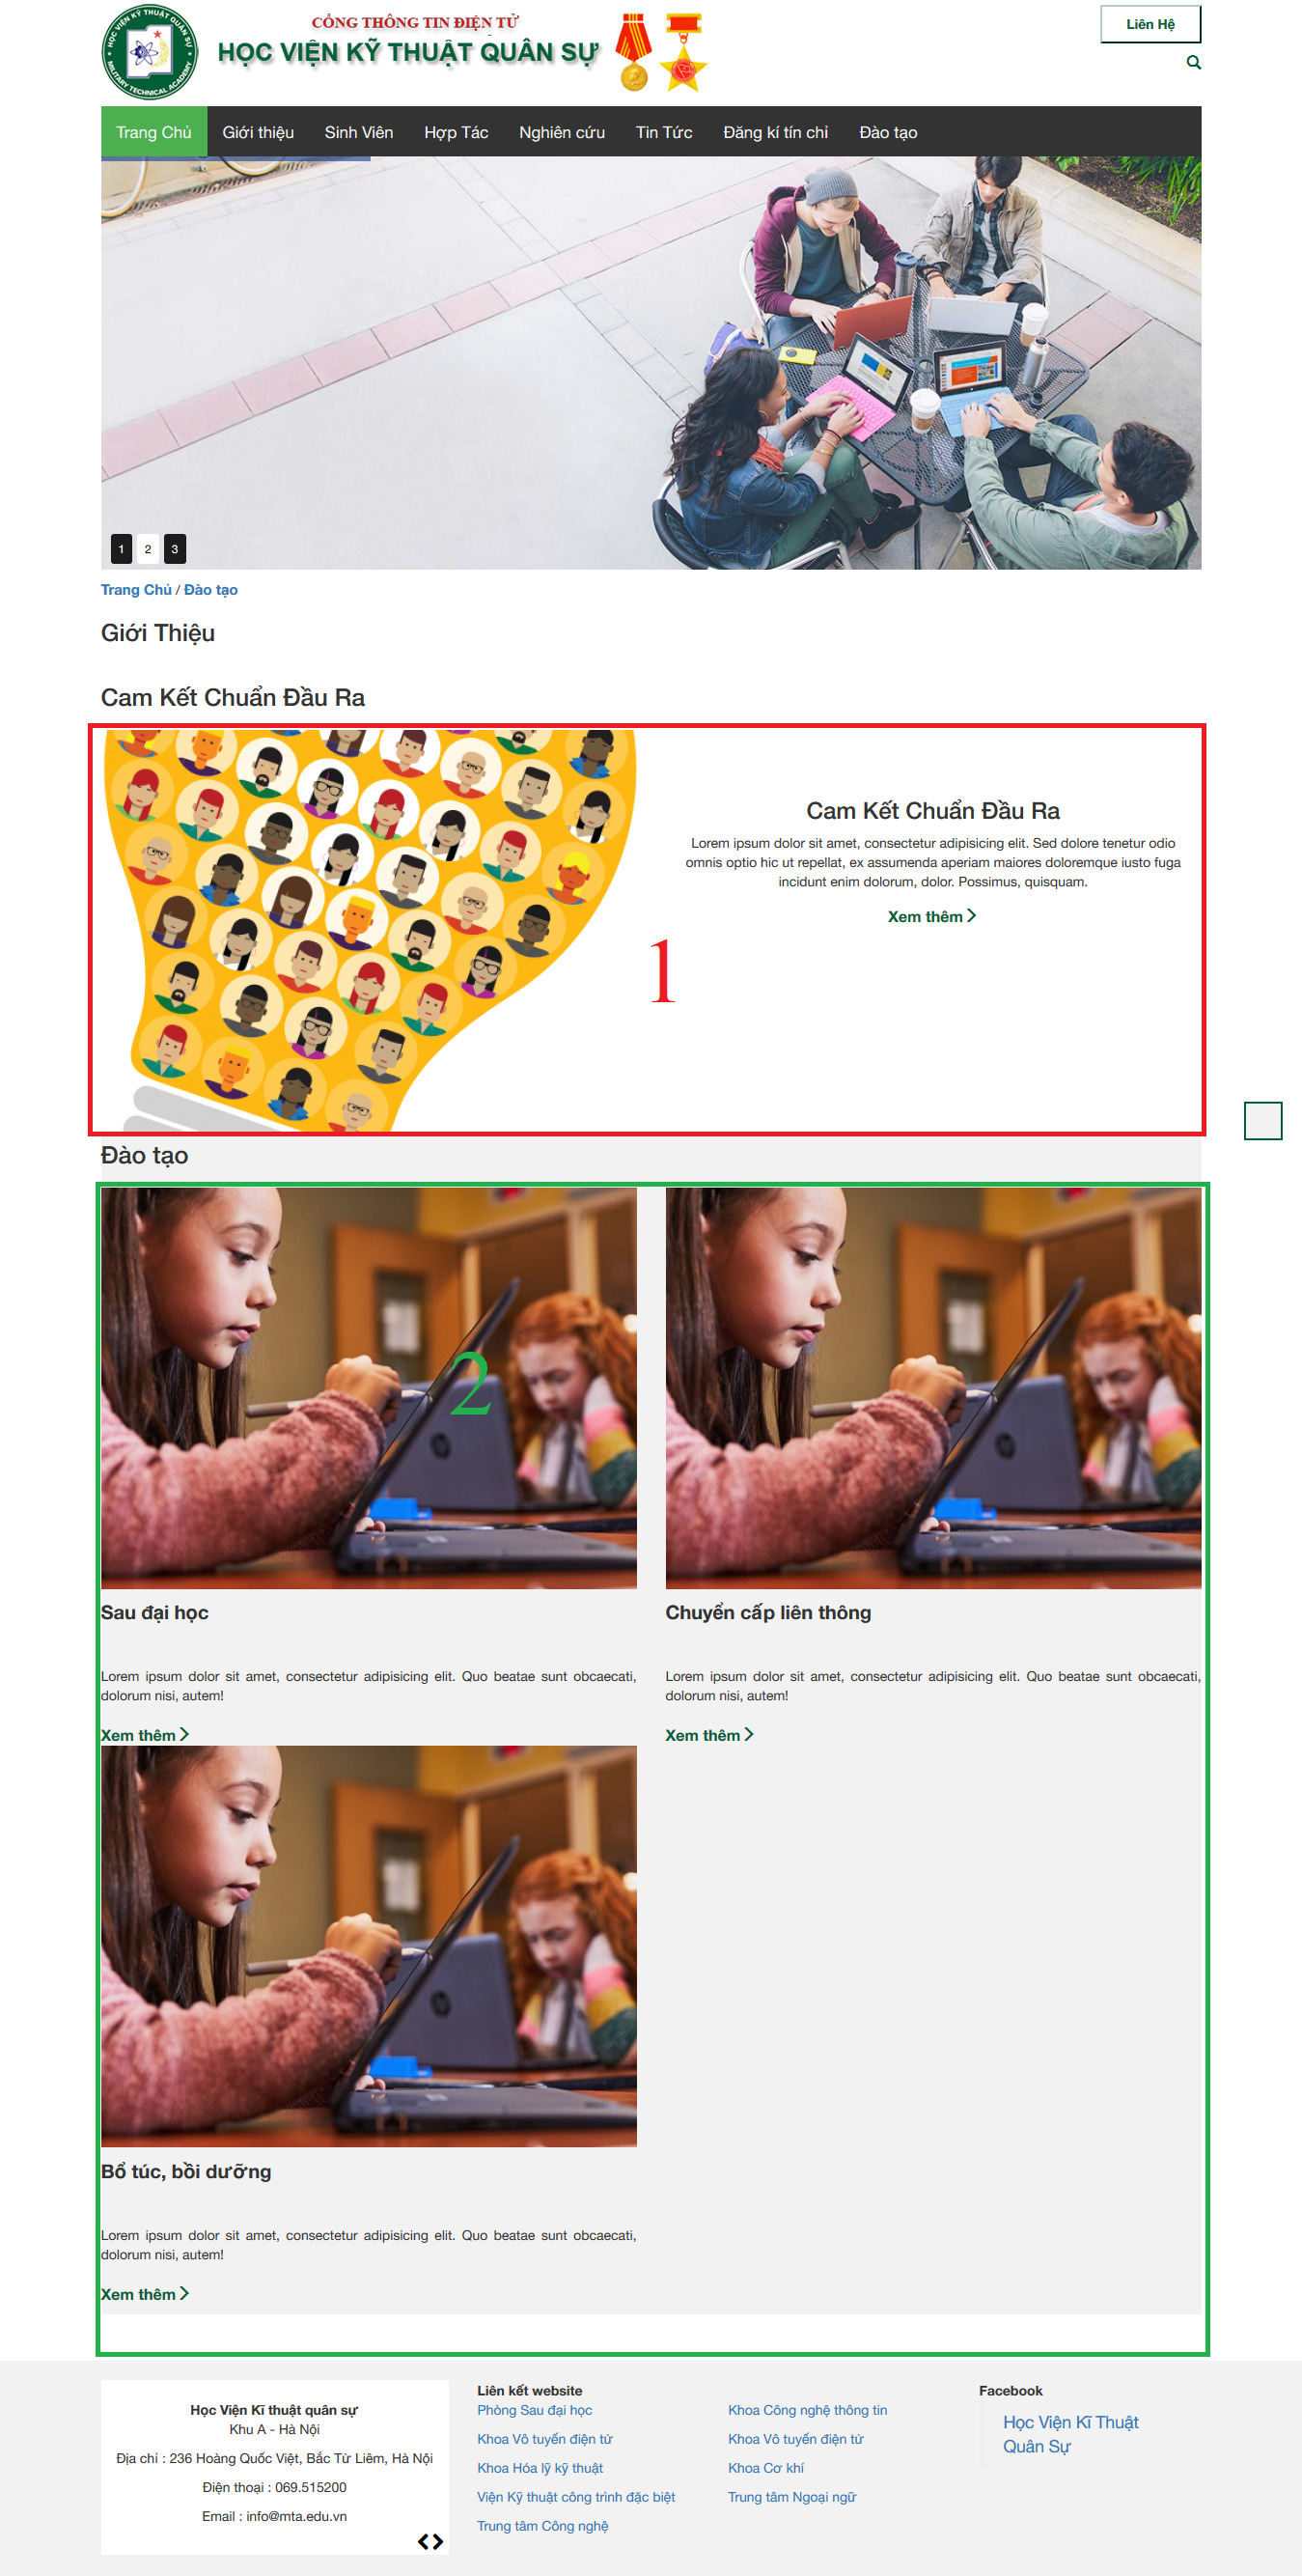 HỌC VIỆN KỸ THUẬT QUÂN SỰ
MILITARY TECHNICAL ACADEMY
CỔNG THÔNG TIN ĐIỆN TỬ
HỌC VIỆN KỸ THUẬT QUÂN SỰ
Liên Hệ
Trang Chủ Giới thiệu Sinh Viên Hợp Tác Nghiên cứu Tin Tức Đăng kí tín chỉ Đào tạo
1 2 3
Trang Chủ / Đào tạo
Giới Thiệu
Cam Kết Chuẩn Đầu Ra
Cam Kết Chuẩn Đầu Ra
Lorem ipsum dolor sit amet, consectetur adipisicing elit. Sed dolore tenetur odio
omnis optio hic ut repellat, ex assumenda aperiam maiores doloremque iusto fuga
incidunt enim dolorum, dolor. Possimus, quisquam.
Xem thêm
1
Đào tạo
2
Sau đại học
Lorem ipsum dolor sit amet, consectetur adipisicing elit. Quo beatae sunt obcaecati,
dolorum nisi, autem!
Xem thêm
Chuyển cấp liên thông
Lorem ipsum dolor sit amet, consectetur adipisicing elit. Quo beatae sunt obcaecati,
dolorum nisi, autem!
Xem thêm
Bổ túc, bồi dưỡng
Lorem ipsum dolor sit amet, consectetur adipisicing elit. Quo beatae sunt obcaecati,
dolorum nisi, autem!
Xem thêm
Học Viện Kĩ thuật quân sự
Khu A - Hà Nội
Địa chỉ : 236 Hoàng Quốc Việt, Bắc Từ Liêm, Hà Nội
Điện thoại : 069.515200
Email : info@mta.edu.vn
Liên kết website
Phòng Sau đại học
Khoa Vô tuyến điện tử
Khoa Hóa lý kỹ thuật
Viện Kỹ thuật công trình đặc biệt
Trung tâm Công nghệ
Khoa Công nghệ thông tin
Khoa Vô tuyến điện tử
Khoa Cơ khí
Trung tâm Ngoại ngữ
Facebook
Học Viện Kĩ Thuật
Quân Sự